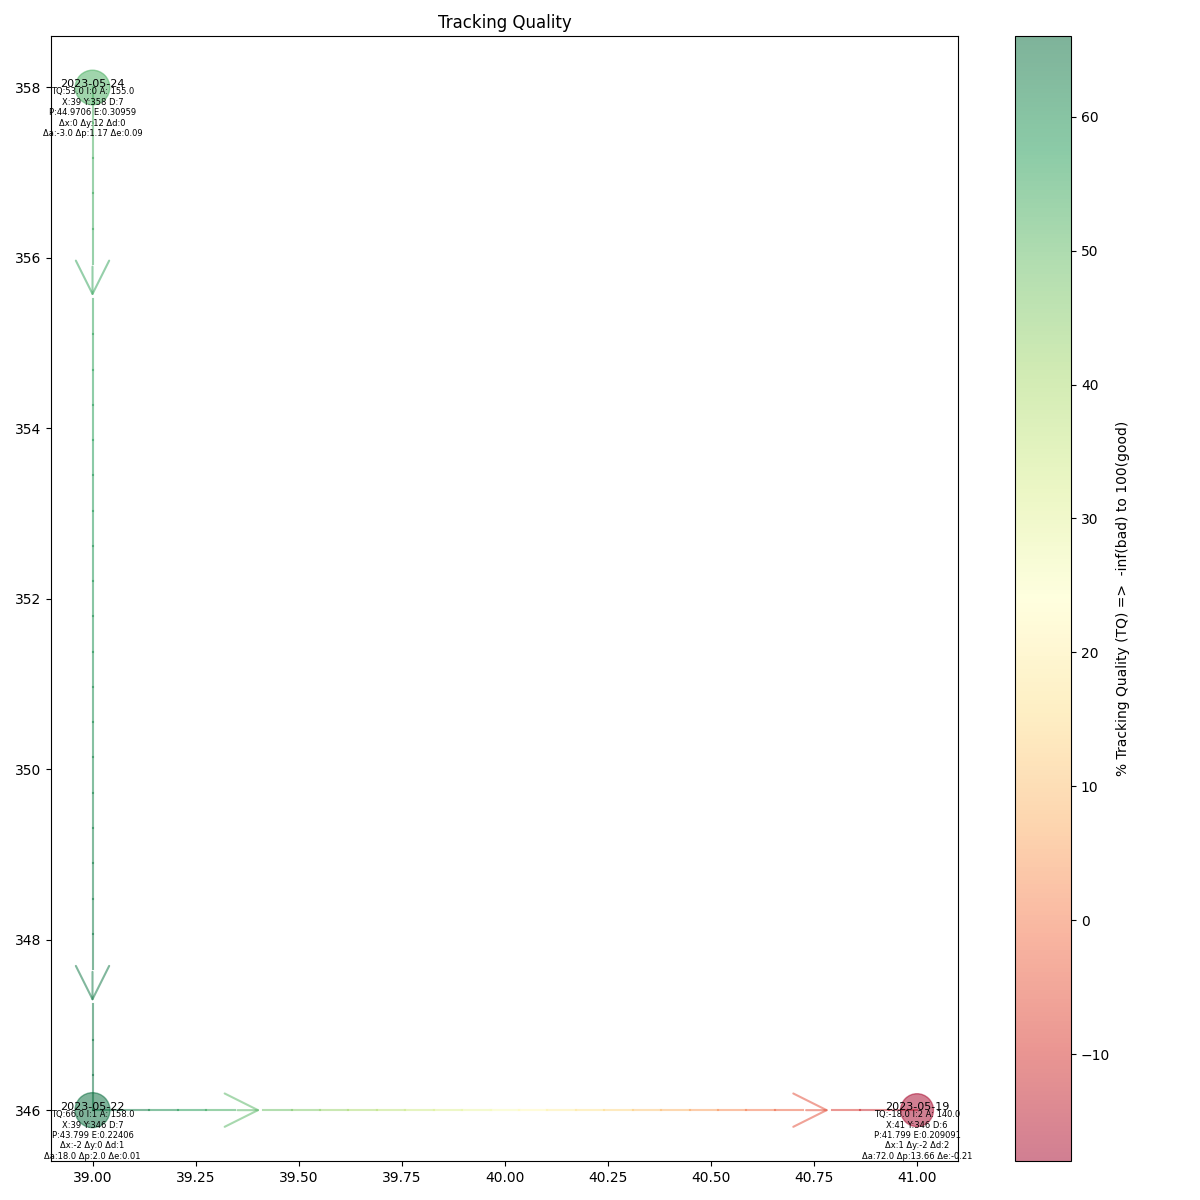 Tracking Quality
358
356
354
352
350
348
346
2023-05-24
TQ:53.0 I:0 A: 155.0
X:39 Y:358 D:7
P:44.9706 E:0.30959
Δx:0 Δy:12 Δd:0
Δa:-3.0 Δp:1.17 Δe:0.09
2023-05-22
TQ:66.0 I:1 A: 158.0
X:39 Y:346 D:7
P:43.799 E:0.22406
Δx:-2 Δy:0 Δd:1
Δa:18.0 Δp:2.0 Δe:0.01
2023-05-19
TQ:-18.0 I:2 A: 140.0
X:41 Y:346 D:6
P:41.799 E:0.209091
Δx:1 Δy:-2 Δd:2
Δa:72.0 Δp:13.66 Δe:-0.21
39.00 39.25 39.50 39.75 40.00 40.25 40.50 40.75 41.00
60
50
40
30
20
10
0
−10
% Tracking Quality (TQ) => -inf(bad) to 100(good)